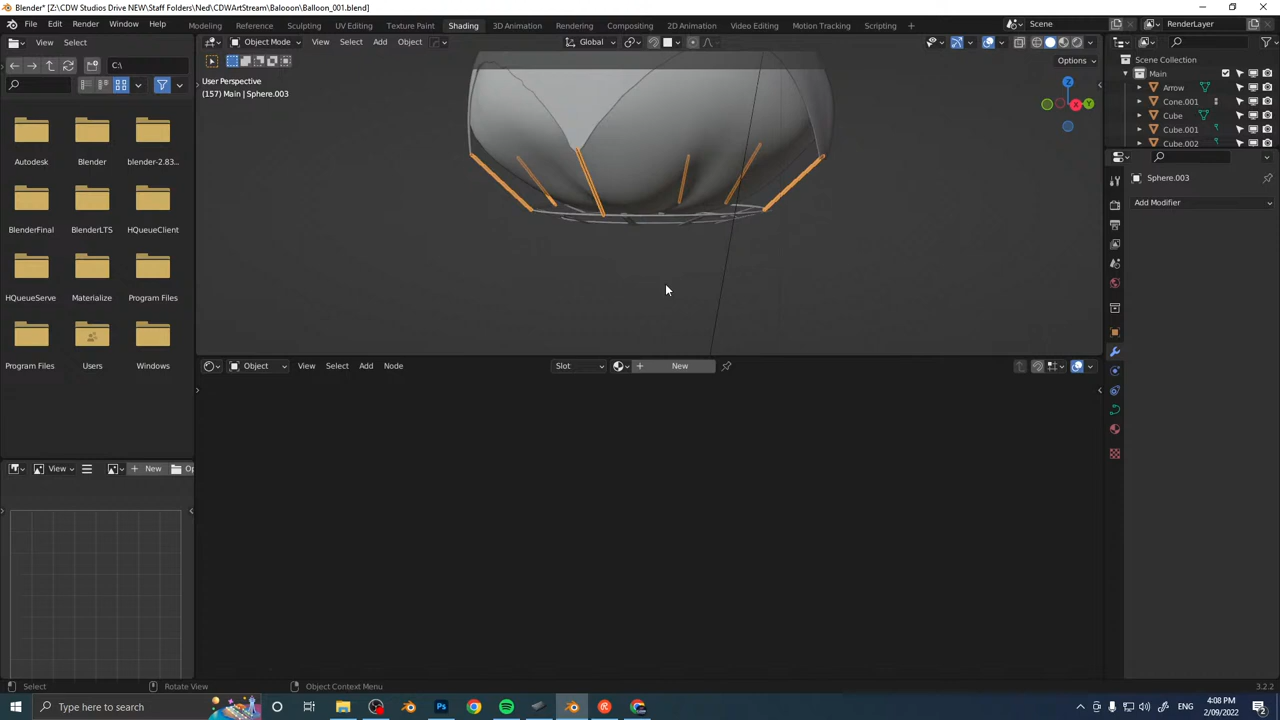 Blender* [Z:\CDW Studios Drive NEW\Staff Folders\Ned\CDWArtStream\Balooon\Balloon_001.blend]
File Edit Render Window Help Modeling Reference Sculpting UV Editing Texture Paint Shading 3D Animation Rendering Compositing 2D Animation Video Editing Motion Tracking Scripting + Scene RenderLayer
View Select Object Mode View Select Add Object Global
C:\ Options
User Perspective
(157) Main | Sphere.003
Autodesk Blender blender-2.83...
BlenderFinal BlenderLTS HQueueClient
HQueueServe Materialize Program Files
Program Files Users Windows
X
Y
Z
Scene Collection
Main
Arrow
Cone.001
Cube
Cube.001
Cube.002
Sphere.003
Add Modifier
Object View Select Add Node Slot New
View New Op
Select Rotate View Object Context Menu 3.2.2
Type here to search
4:08 PM
2/09/2022